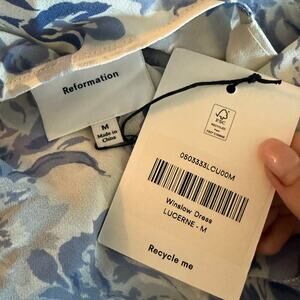 Reformation
M
Made in
China
FSC
0503333LCU00M
Winslow Dress
LUCERNE - M
Recycle me